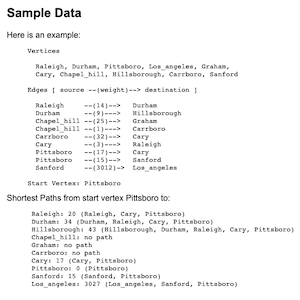 Sample Data
Here is an example:
Vertices
Raleigh, Durham, Pittsboro, Los_angeles, Graham,
Cary, Chapel_hill, Hillsborough, Carrboro, Sanford
Edges [ source --(weight)--> destination ]
Raleigh --(14)--> Durham
Durham --(9)---> Hillsborough
Chapel_hill --(25)--> Graham
Chapel_hill --(1)---> Carrboro
Carrboro --(32)--> Cary
Cary --(3)---> Raleigh
Pittsboro --(17)--> Cary
Pittsboro --(15)--> Sanford
Sanford --(3012)-> Los_angeles
Start Vertex: Pittsboro
Shortest Paths from start vertex Pittsboro to:
Raleigh: 20 (Raleigh, Cary, Pittsboro)
Durham: 34 (Durham, Raleigh, Cary, Pittsboro)
Hillsborough: 43 (Hillsborough, Durham, Raleigh, Cary, Pittsboro)
Chapel_hill: no path
Graham: no path
Carrboro: no path
Cary: 17 (Cary, Pittsboro)
Pittsboro: 0 (Pittsboro)
Sanford: 15 (Sanford, Pittsboro)
Los_angeles: 3027 (Los_angeles, Sanford, Pittsboro)